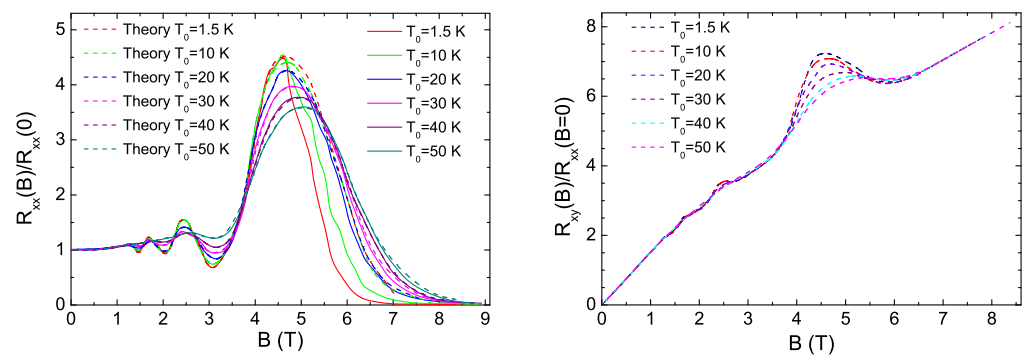 Theory T₀=1.5 K
Theory T₀=10 K
Theory T₀=20 K
Theory T₀=30 K
Theory T₀=40 K
Theory T₀=50 K
T₀=1.5 K
T₀=10 K
T₀=20 K
T₀=30 K
T₀=40 K
T₀=50 K
Rₓₓ(B)/Rₓₓ(0)
5
4
3
2
1
0
0 1 2 3 4 5 6 7 8 9
B (T)
T₀=1.5 K
T₀=10 K
T₀=20 K
T₀=30 K
T₀=40 K
T₀=50 K
R_xy(B)/R_xx(B=0)
8
6
4
2
0
0 1 2 3 4 5 6 7 8
B (T)